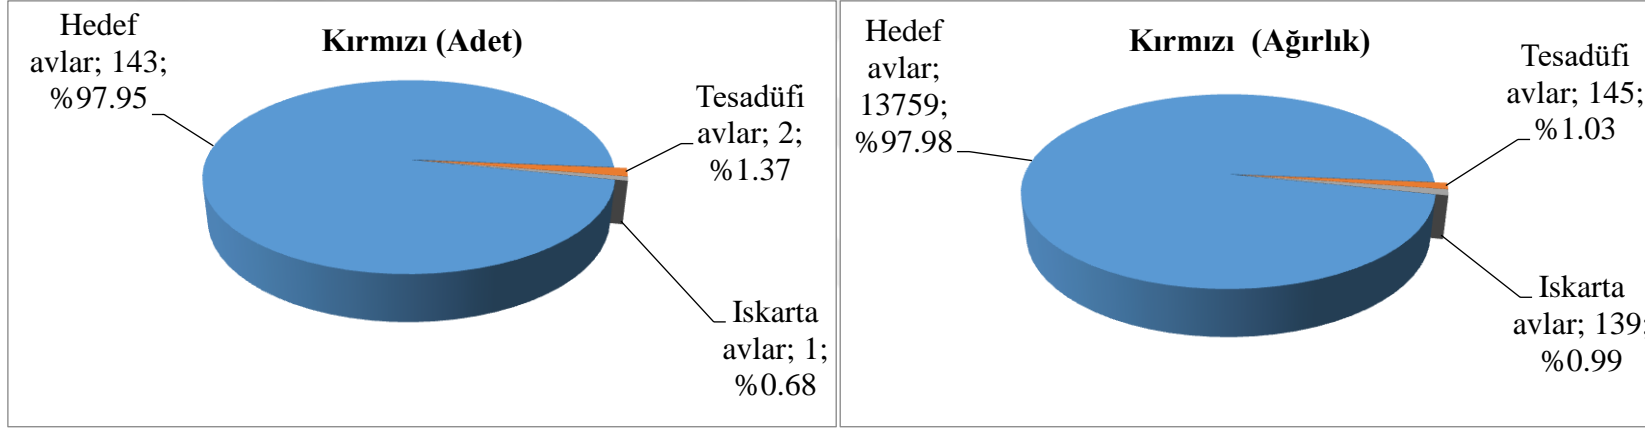 Kırmızı (Adet)
Hedef
avlar; 143;
%97.95
Tesadüfi
avlar; 2;
%1.37
Iskarta
avlar; 1;
%0.68
Kırmızı  (Ağırlık)
Hedef
avlar;
13759;
%97.98
Tesadüfi
avlar; 145;
%1.03
Iskarta
avlar; 139;
%0.99